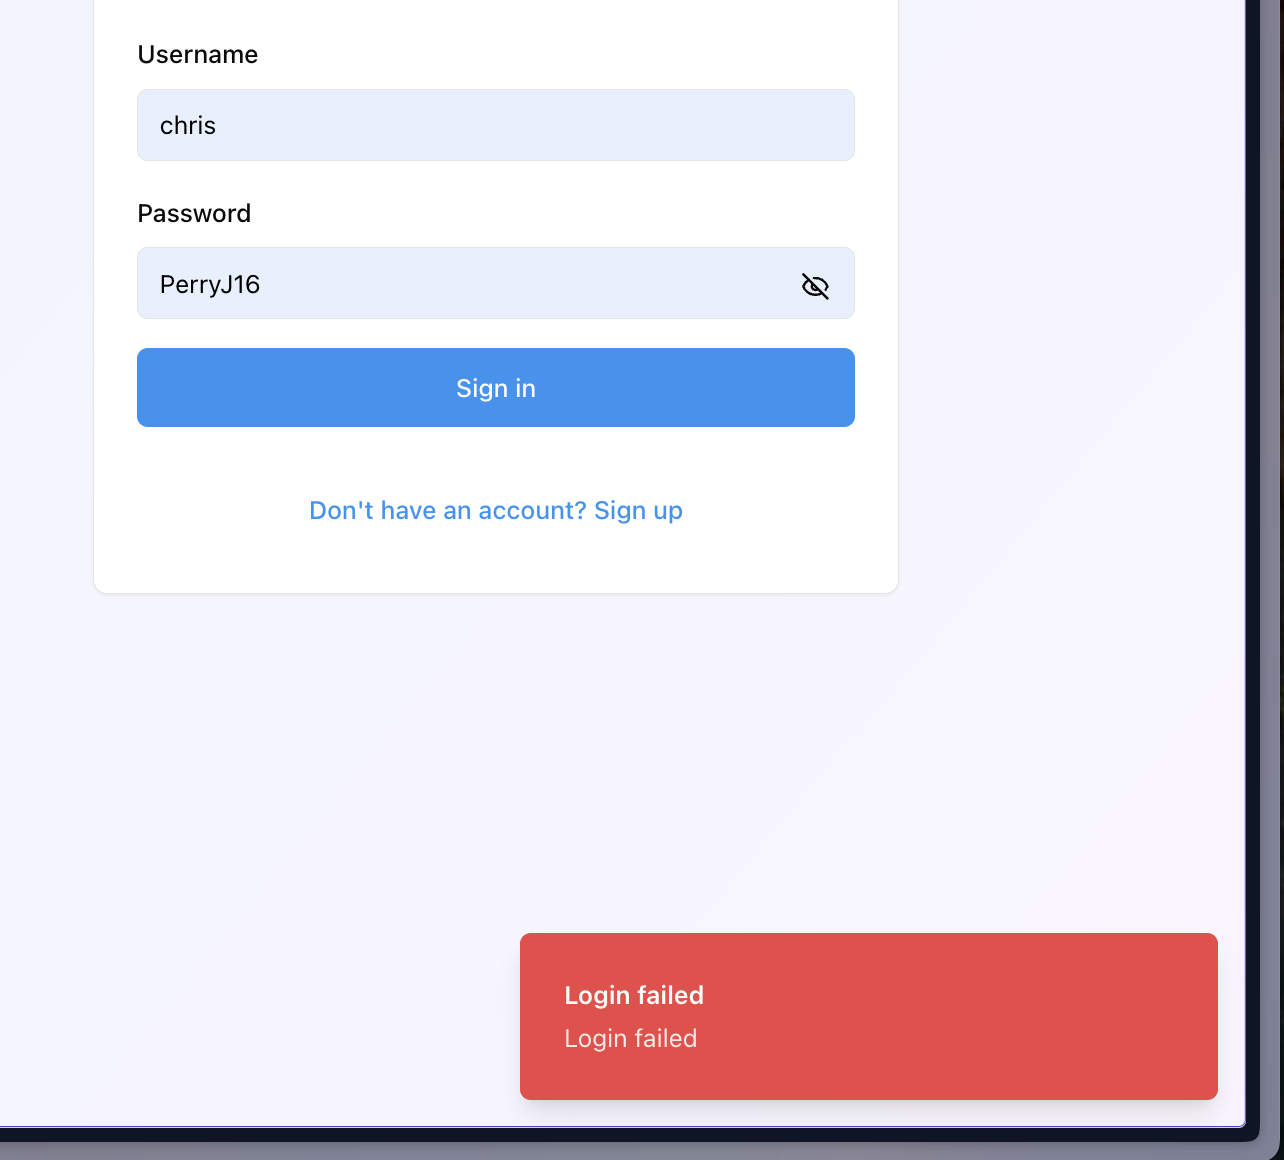 Username
chris
Password
PerryJ16
Sign in
Don't have an account? Sign up
Login failed
Login failed